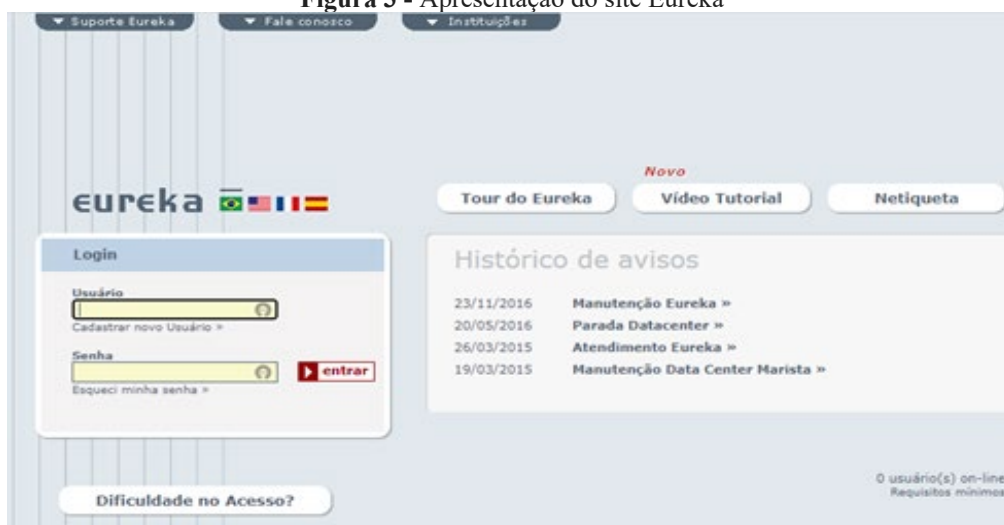 Figura 3 - Apresentação do site Eureka
Suporte Eureka
Fale conosco
Instituições
Novo
eureka
Tour do Eureka
Vídeo Tutorial
Netiqueta
Login
Usuário
Cadastrar novo Usuário »
Senha
entrar
Esqueci minha senha »
Histórico de avisos
23/11/2016 Manutenção Eureka »
20/05/2016 Parada Datacenter »
26/03/2015 Atendimento Eureka »
19/03/2015 Manutenção Data Center Marista »
0 usuário(s) on-line
Requisitos mínimos
Dificuldade no Acesso?